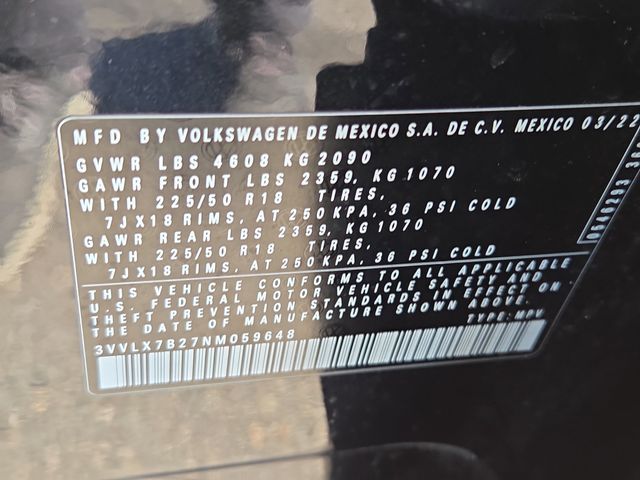 MFD BY VOLKSWAGEN DE MEXICO S.A. DE C.V. MEXICO 03/22
GVWR LBS 4608 KG 2090
GAWR FRONT LBS 2359, KG 1070
WITH 225/50 R18 TIRES,
7JX18 RIMS, AT 250 KPA, 36 PSI COLD
GAWR REAR LBS 2359, KG 1070
WITH 225/50 R18 TIRES,
7JX18 RIMS, AT 250 KPA, 36 PSI COLD
THIS VEHICLE CONFORMS TO ALL APPLICABLE
U.S. FEDERAL MOTOR VEHICLE SAFETY AND
THEFT PREVENTION STANDARDS IN EFFECT ON
THE DATE OF MANUFACTURE SHOWN ABOVE.
TYPE: MPV
3VVLX7B27NM059648